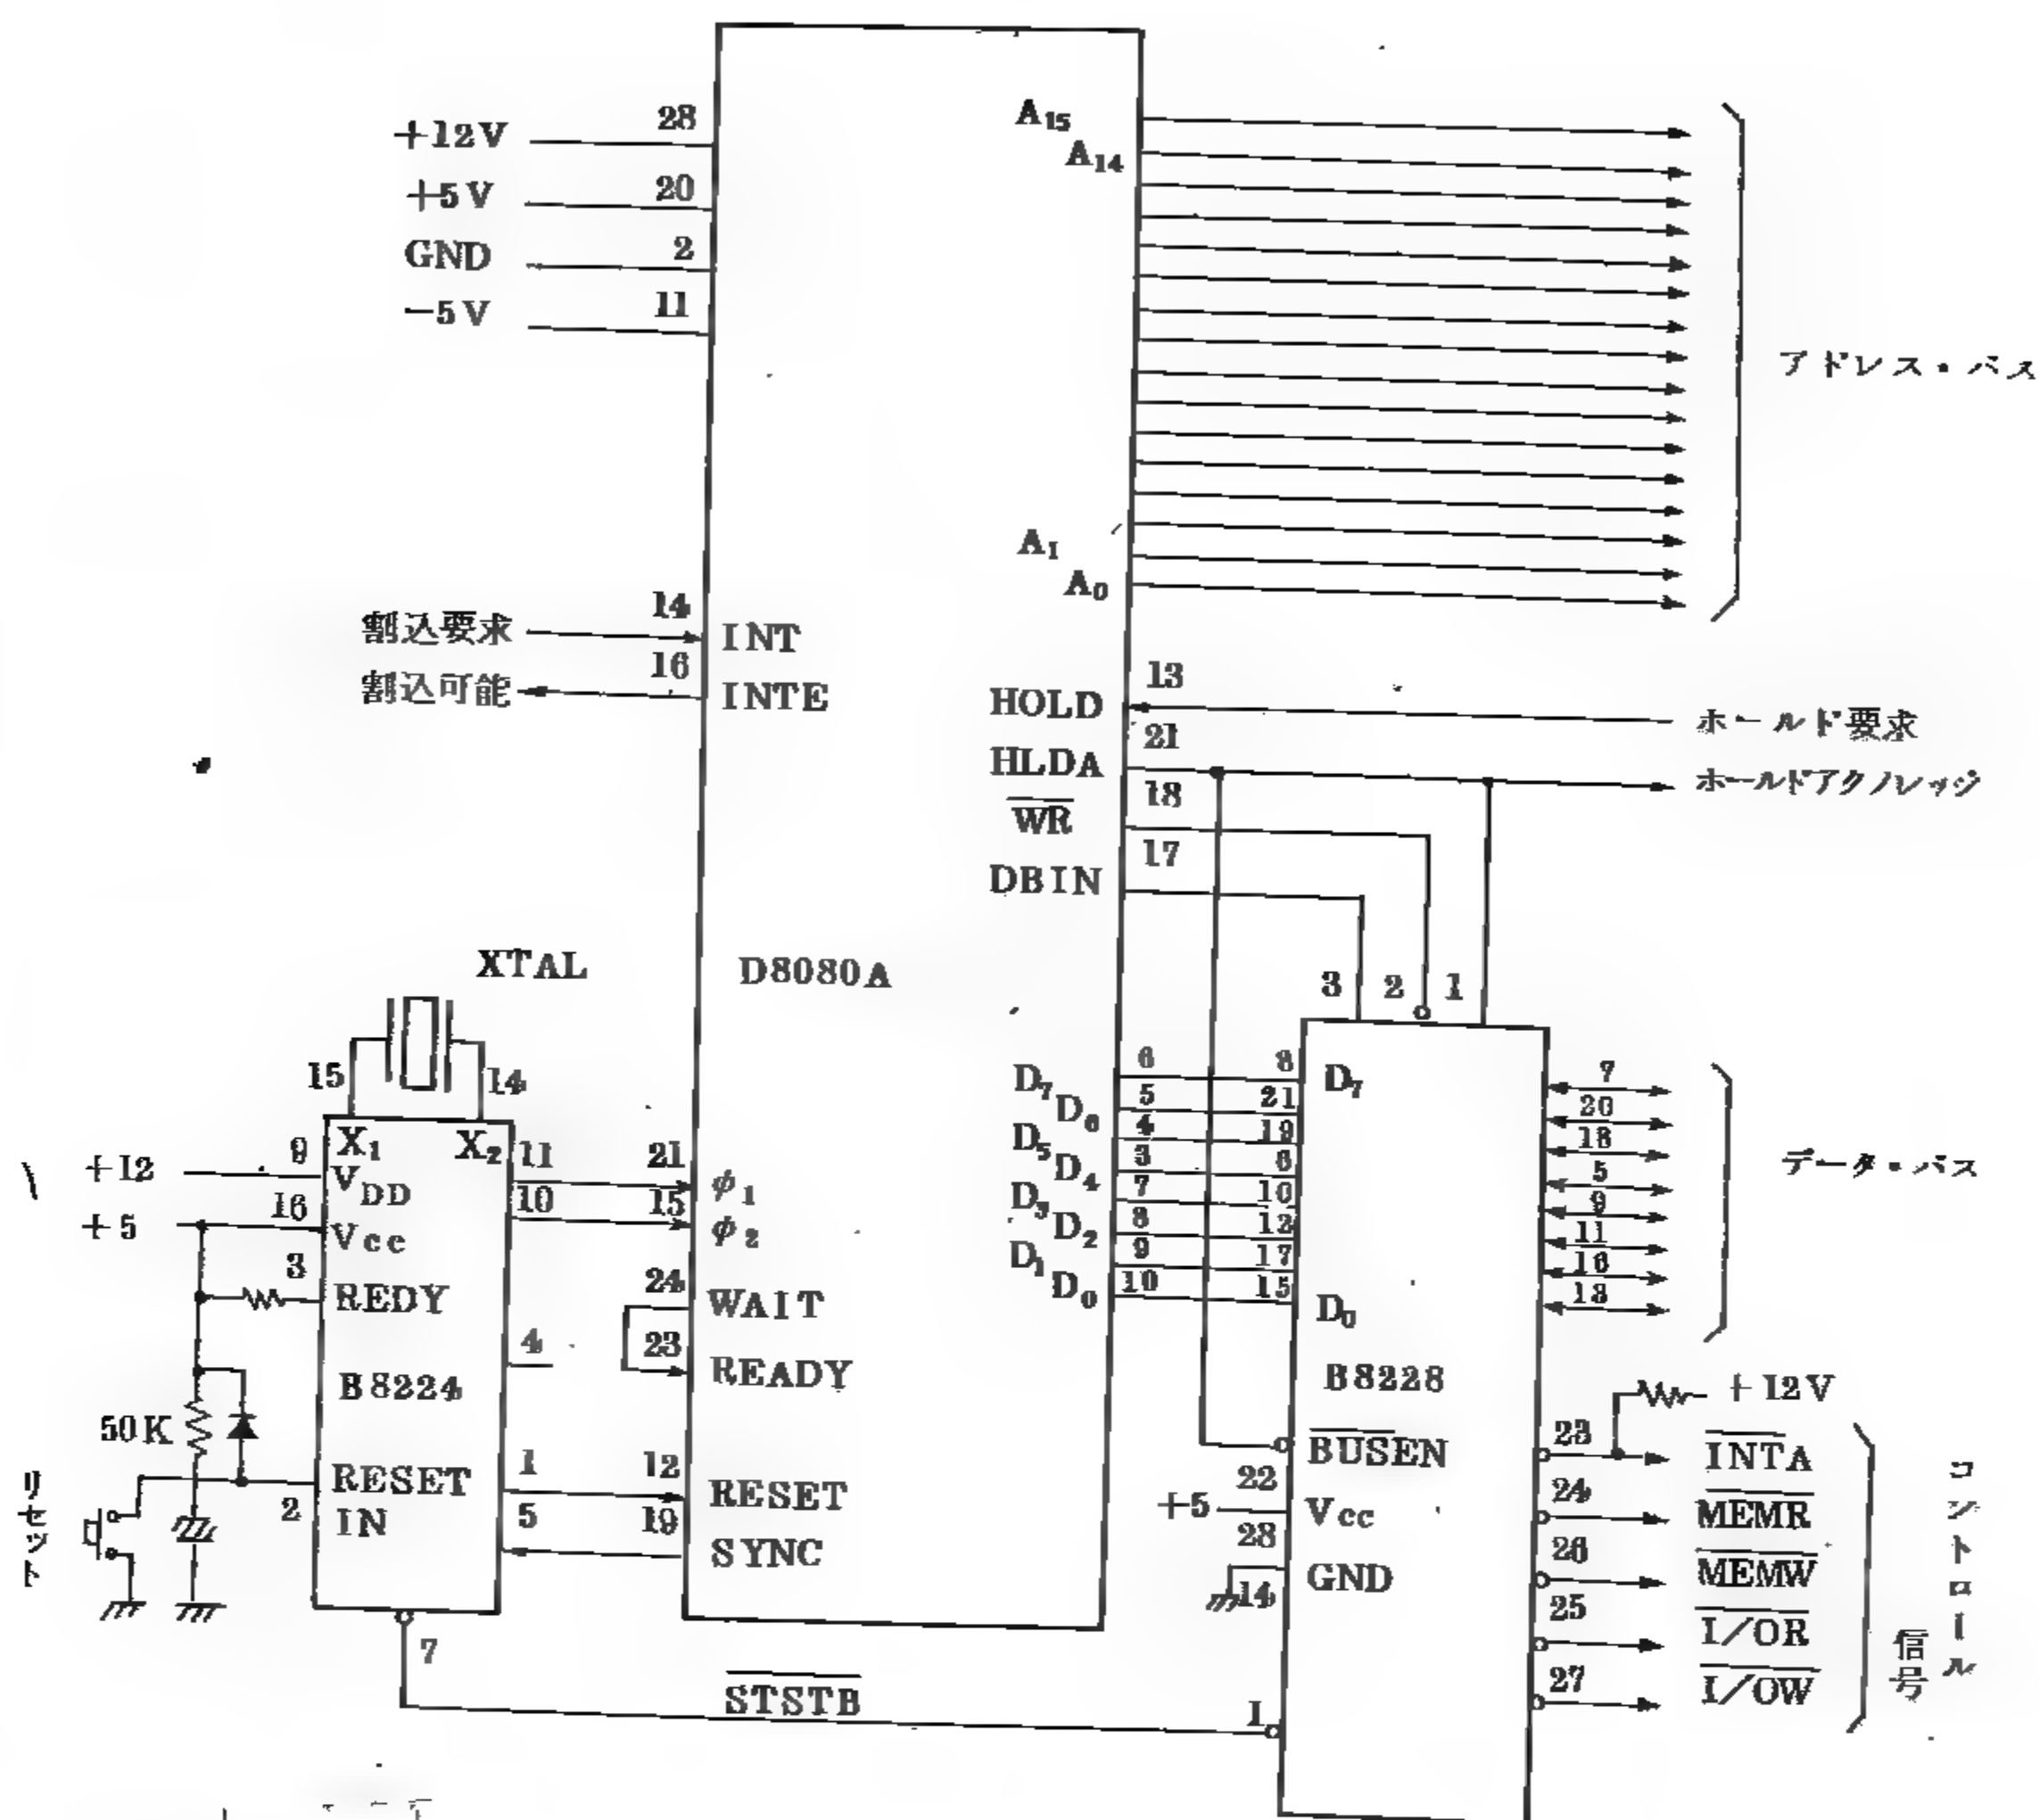 +12V 28
+5V 20
GND 2
−5V 11
A15
A14
A1
A0
アドレス・バス
割込要求 14 INT
割込可能 16 INTE
HOLD 13 ホールド要求
HLDA 21 ホールドアクノレッジ
WR 18
DBIN 17
XTAL
D8080A
3 2 1
15 14
X1 X2
+12 9 VDD
+5 16 Vcc
3 REDY
B8224
50K
リセット
2 RESET IN
11 21 φ1
10 15 φ2
24 WAIT
4 23 READY
1 12 RESET
5 19 SYNC
7
STSTB
1
D7 6 8 D7 7
D6 5 21 20
D5 4 19 18
D4 3 6 5
D3 7 10 9
D2 8 12 11
D1 9 17 16
D0 10 15 D0 13
データ・バス
B8228
BUSEN
22
+5 Vcc
28
GND
14
+12V
23 INTA
24 MEMR
26 MEMW
25 I/OR
27 I/OW
コントロール
信号